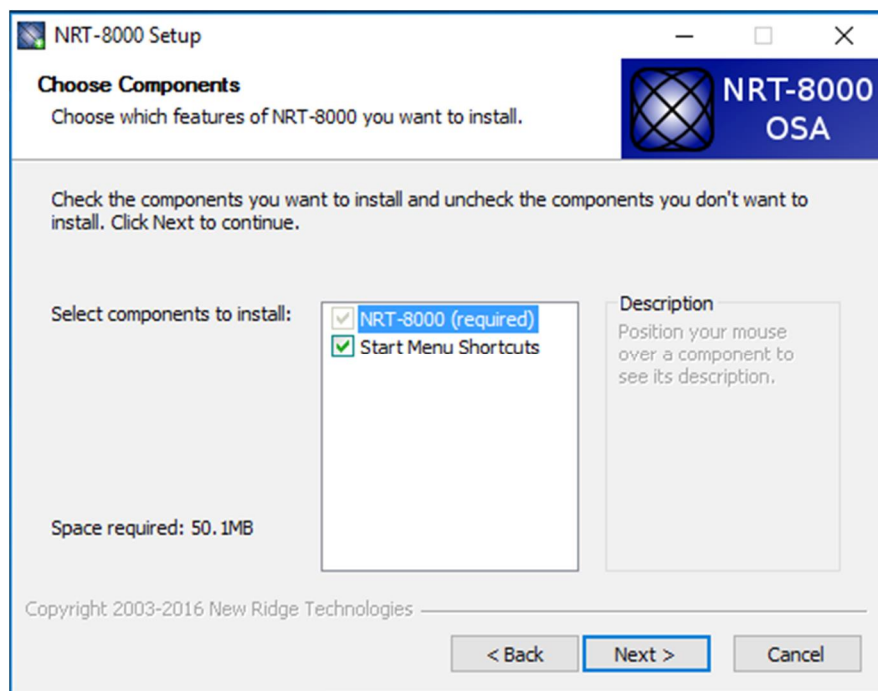 NRT-8000 Setup
Choose Components
Choose which features of NRT-8000 you want to install.
NRT-8000
OSA
Check the components you want to install and uncheck the components you don't want to
install. Click Next to continue.
Select components to install:
NRT-8000 (required)
Start Menu Shortcuts
Description
Position your mouse
over a component to
see its description.
Space required: 50.1MB
Copyright 2003-2016 New Ridge Technologies
< Back
Next >
Cancel